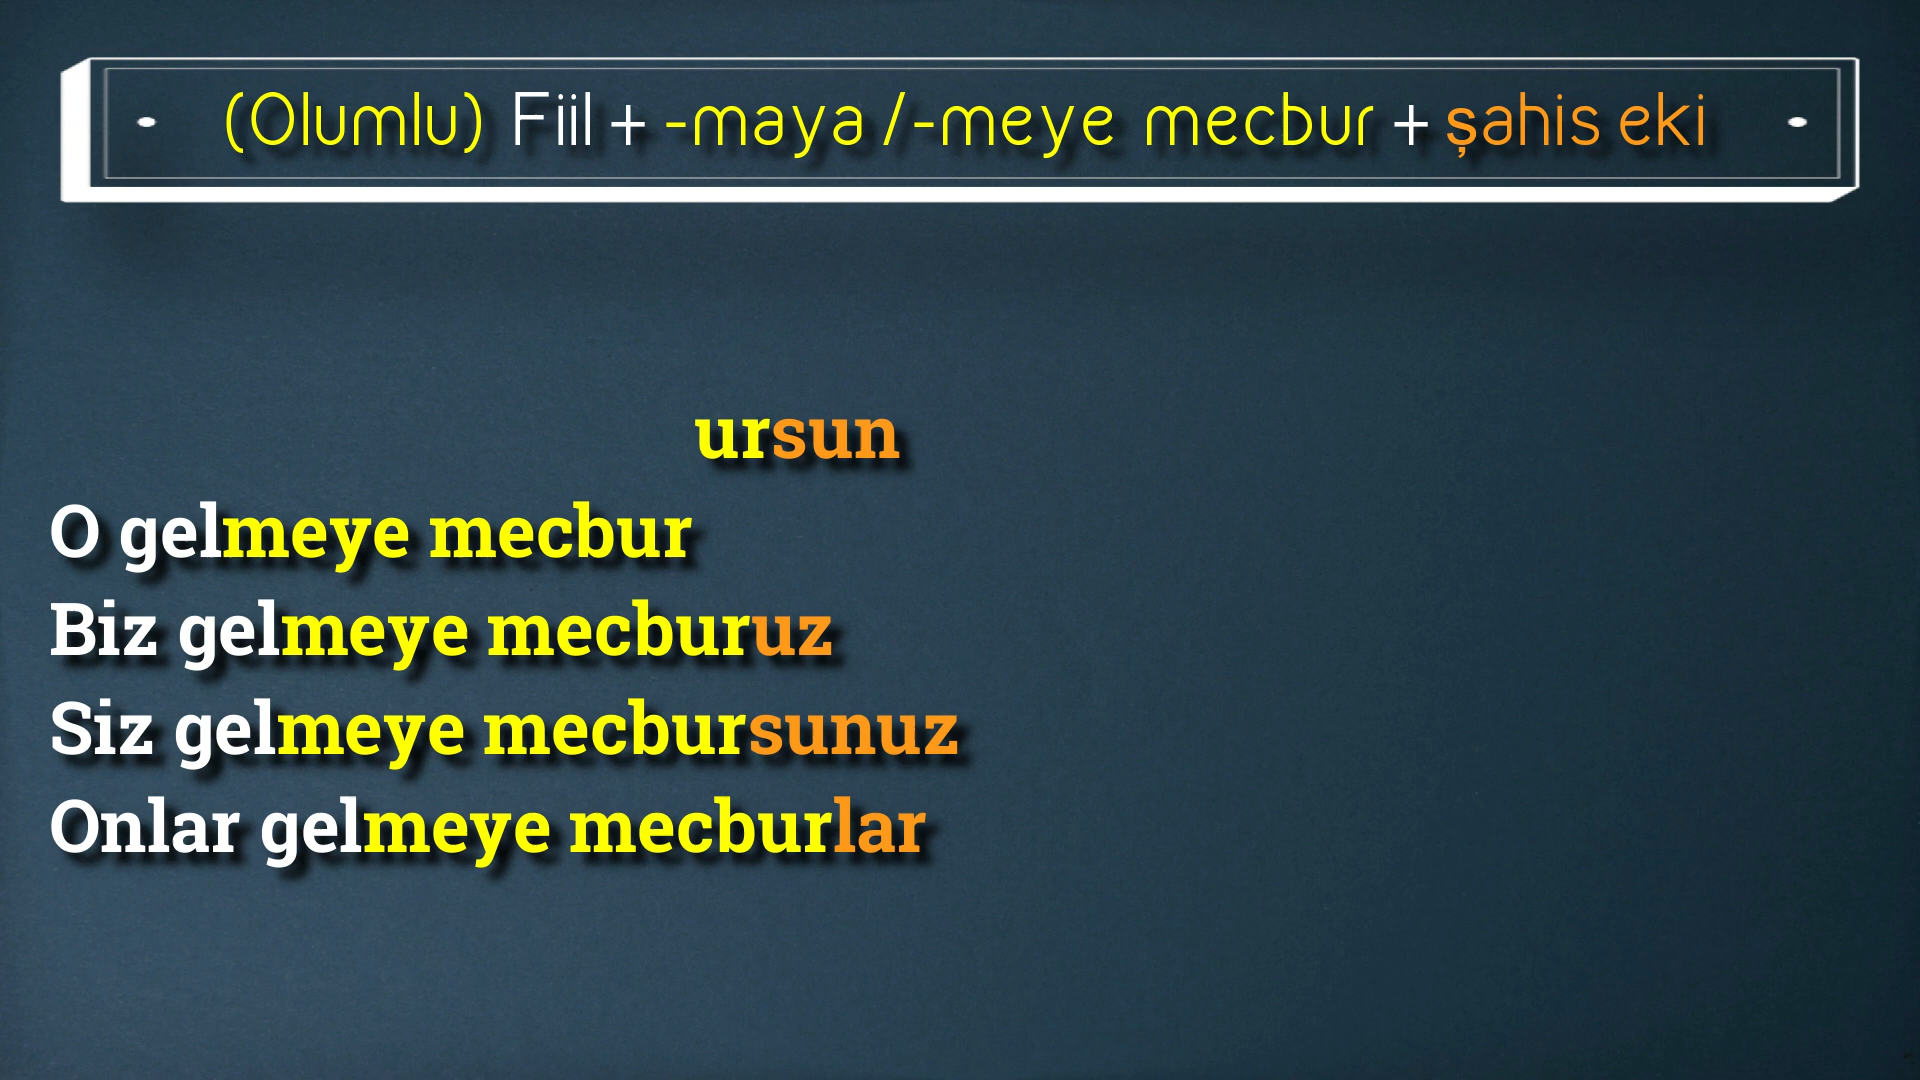 (Olumlu) Fiil + -maya /-meye mecbur + şahis eki
ursun
O gelmeye mecbur
Biz gelmeye mecburuz
Siz gelmeye mecbursunuz
Onlar gelmeye mecburlar